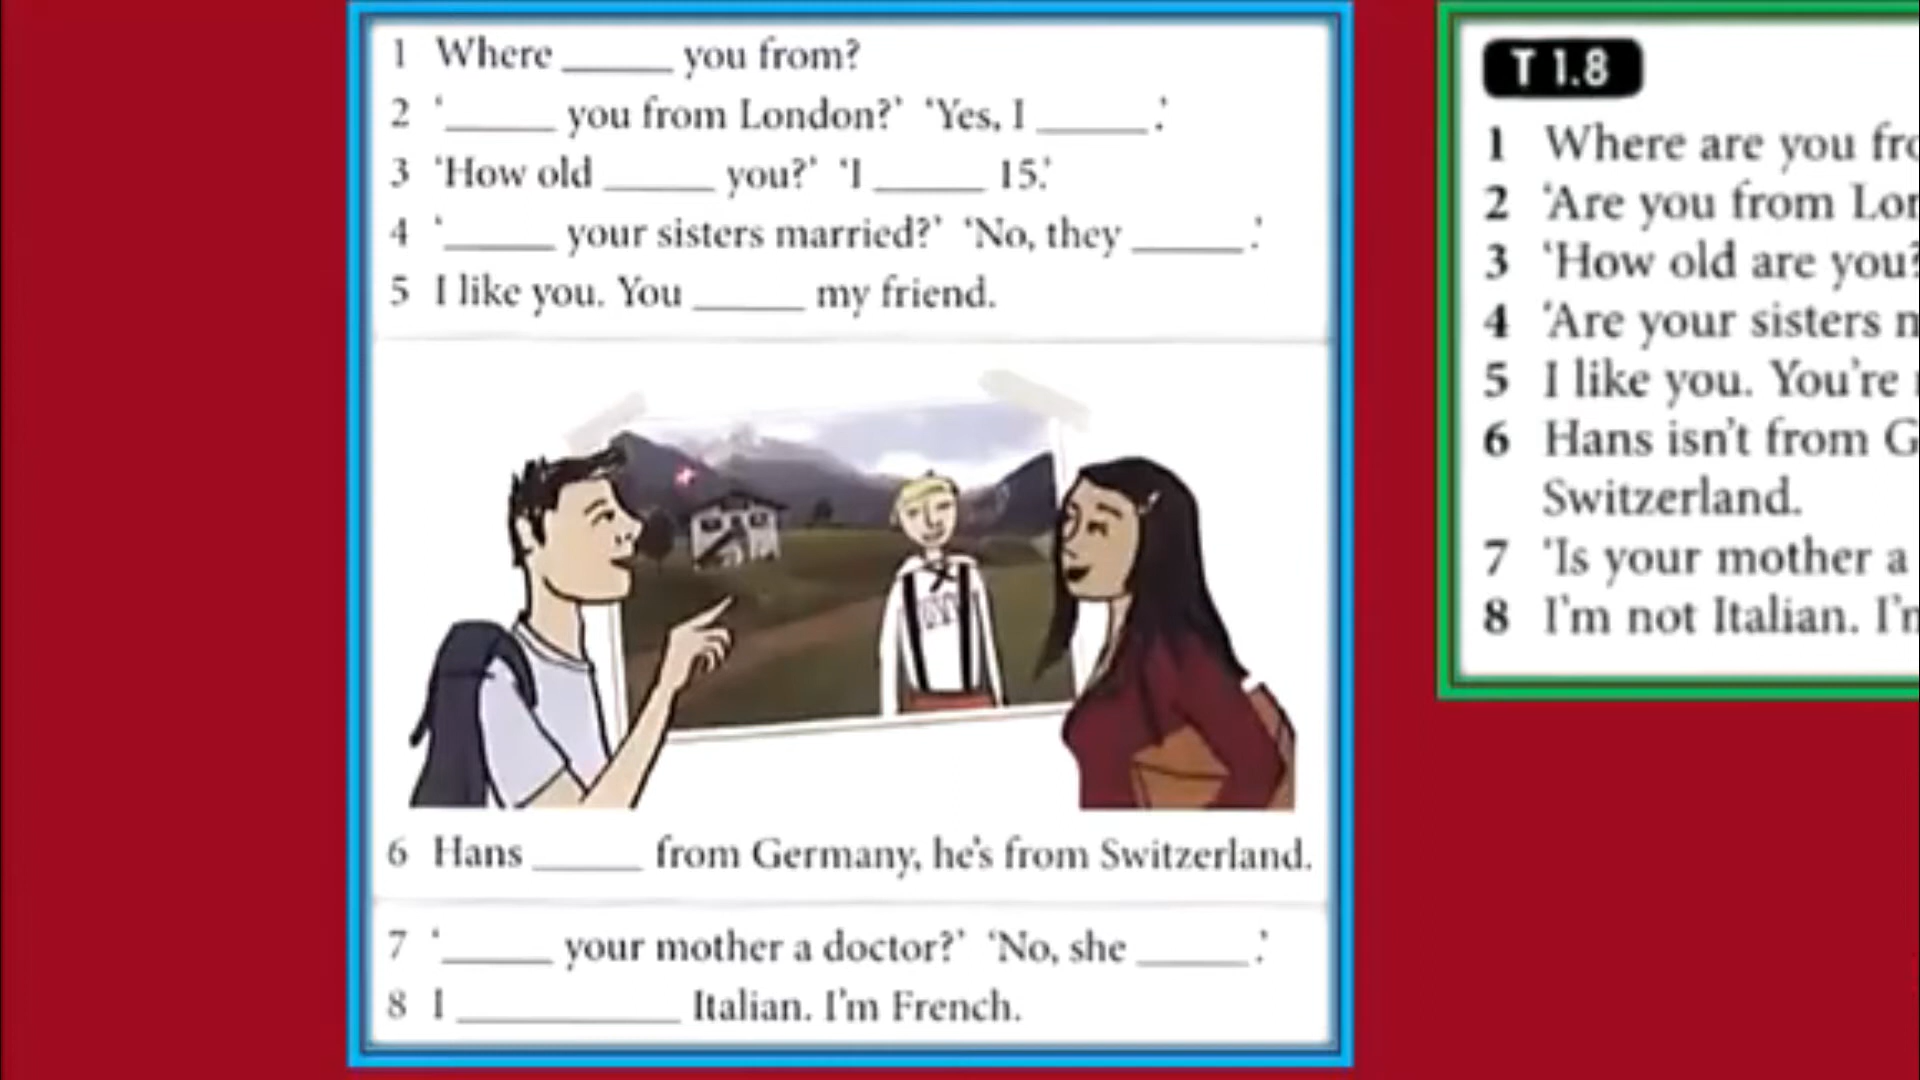 1 Where _____ you from?
2 ‘_____ you from London?’ ‘Yes, I _____.’
3 ‘How old _____ you?’ ‘I _____ 15.’
4 ‘_____ your sisters married?’ ‘No, they _____.’
5 I like you. You _____ my friend.
6 Hans _____ from Germany, he's from Switzerland.
7 ‘_____ your mother a doctor?’ ‘No, she _____.’
8 I __________ Italian. I'm French.
T 1.8
1 Where are you
2 ‘Are you from
3 ‘How old are you?
4 ‘Are your sisters
5 I like you. You're
6 Hans isn't from G
Switzerland.
7 ‘Is your mother a
8 I'm not Italian.